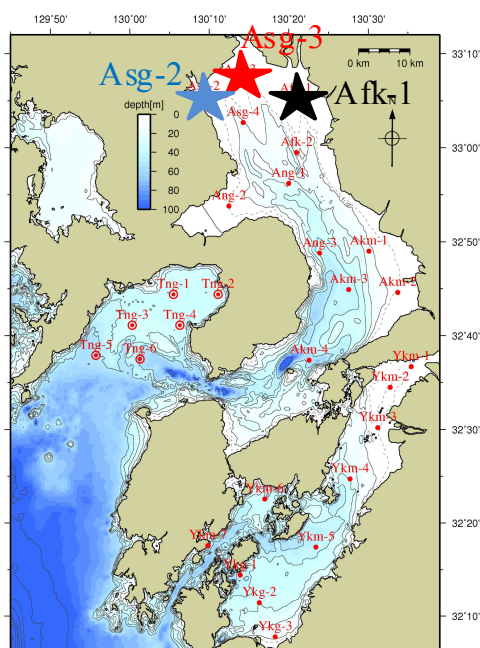 129°50' 130°00' 130°10' 130°20' 130°30'
Asg-3
33°10'
0 km 10 km
Asg-2
Afk-1
depth[m]
0
20
40
60
80
100
Asg-4
Afk-2
33°00'
Ang-1
Ang-2
Ang-3
Akm-1
32°50'
Tng-1
Tng-2
Akm-3
Akm-2
Tng-3
Tng-4
32°40'
Tng-5
Tng-6
Akm-4
Ykm-1
Ykm-2
Ykm-3
32°30'
Ykm-4
Ykm-6
32°20'
Ykm-7
Ykm-5
Ykg-1
Ykg-2
32°10'
Ykg-3